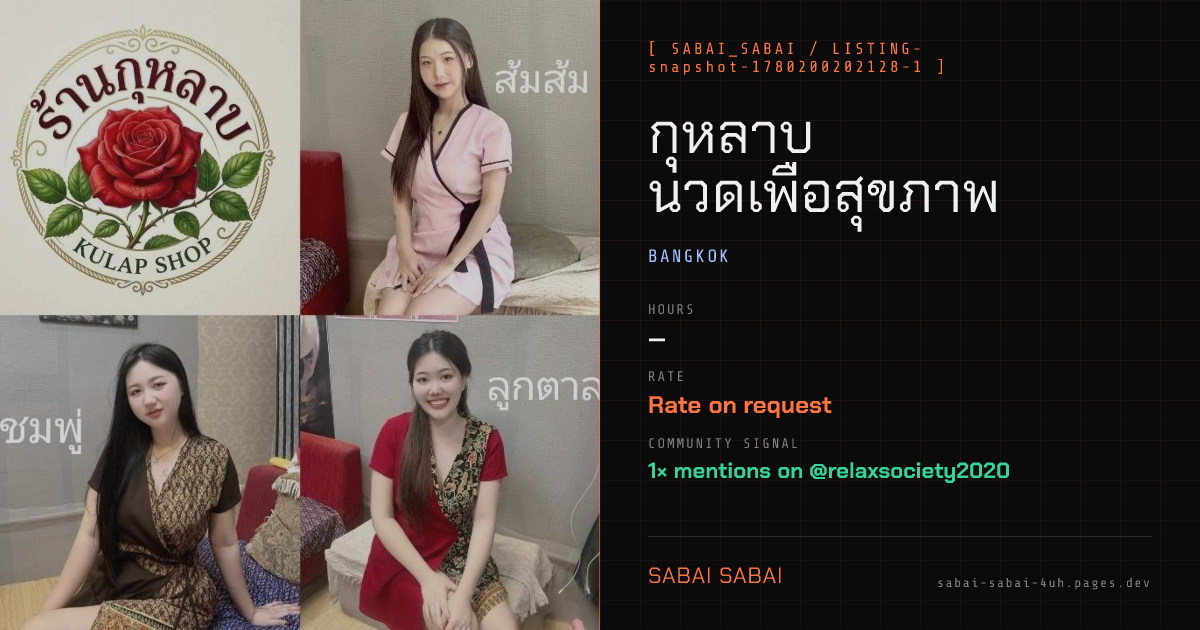 ร้านกุหลาบ
KULAP SHOP
ส้มส้ม
ชมพู่
ลูกตาล
[ SABAI_SABAI / LISTING-
snapshot-1780200202128-1 ]
กุหลาบ
นวดเพื่อสุขภาพ
BANGKOK
HOURS
—
RATE
Rate on request
COMMUNITY SIGNAL
1× mentions on @relaxsociety2020
SABAI SABAI
sabai-sabai-4uh.pages.dev